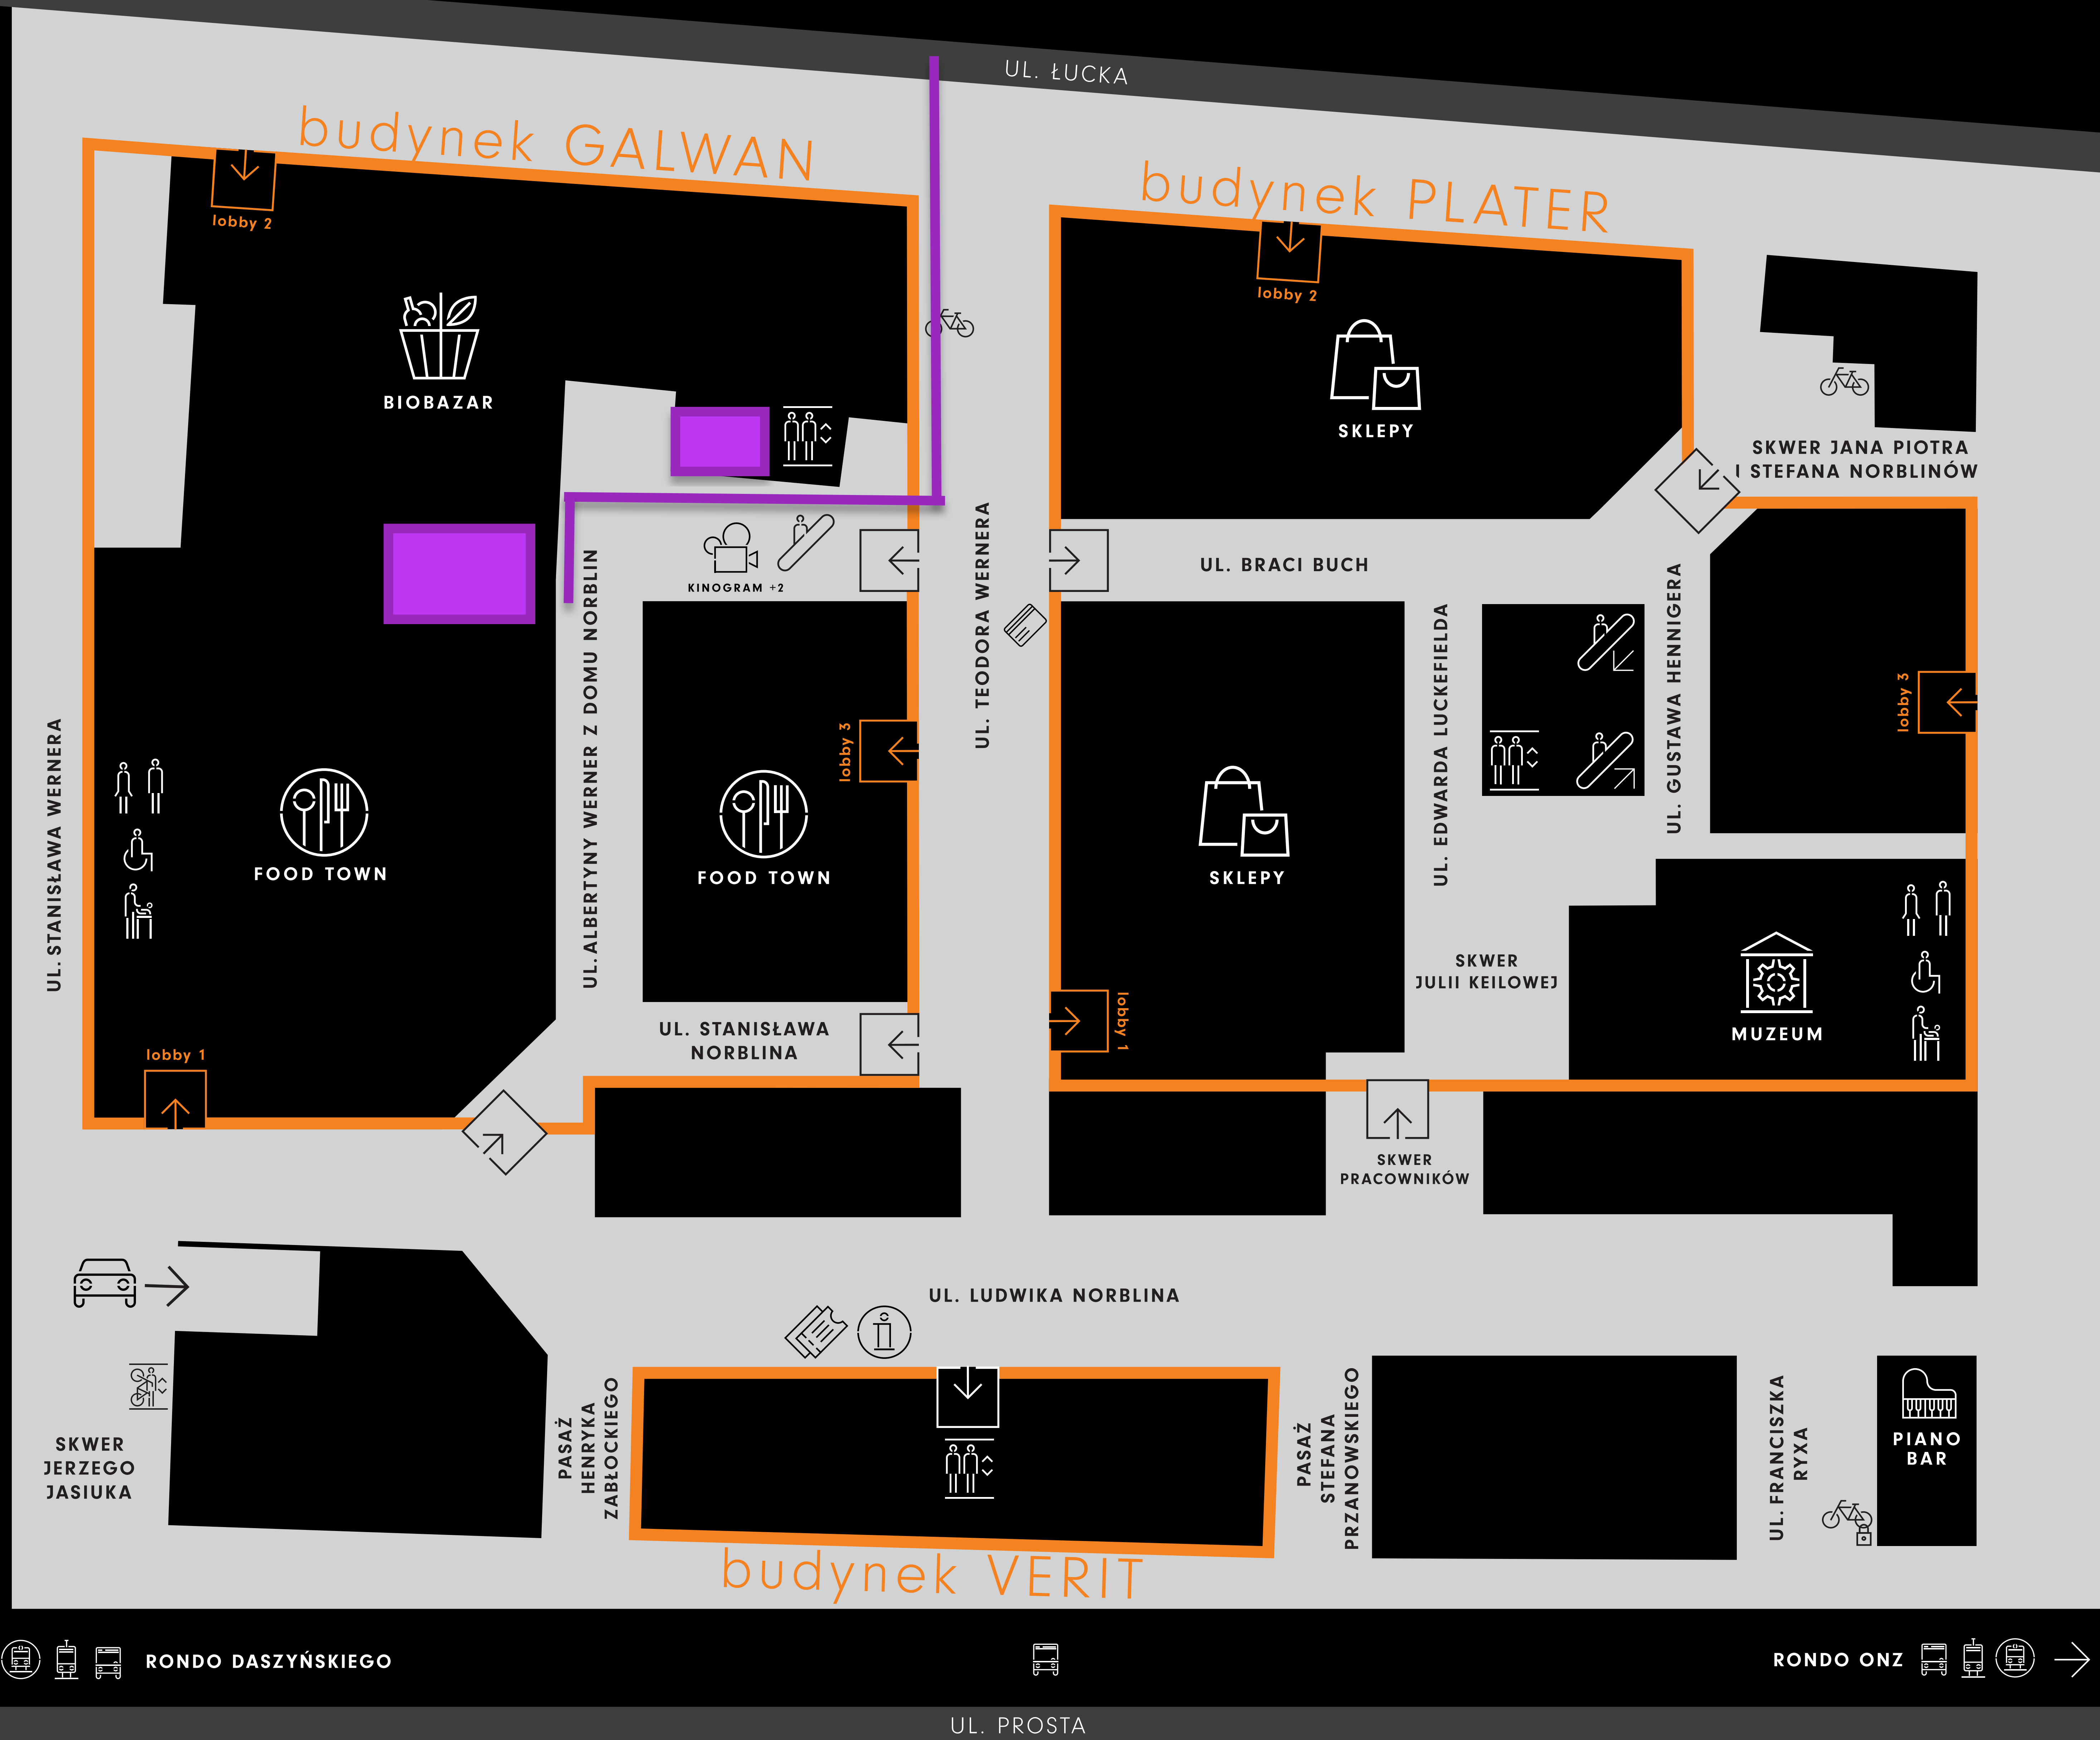 UL. ŁUCKA
budynek GALWAN
budynek PLATER
lobby 2
lobby 2
BIOBAZAR
SKLEPY
SKWER JANA PIOTRA
I STEFANA NORBLINÓW
KINOGRAM +2
UL. BRACI BUCH
UL. STANISŁAWA WERNERA
UL. ALBERTYNY WERNER Z DOMU NORBLIN
UL. TEODORA WERNERA
UL. EDWARDA LUCKEFIELDA
UL. GUSTAWA HENNIGERA
lobby 3
lobby 3
FOOD TOWN
FOOD TOWN
SKLEPY
SKWER
JULII KEILOWEJ
MUZEUM
UL. STANISŁAWA
NORBLINA
lobby 1
lobby 1
SKWER
PRACOWNIKÓW
UL. LUDWIKA NORBLINA
SKWER
JERZEGO
JASIUKA
PASAŻ
HENRYKA
ZABŁOCKIEGO
PASAŻ
STEFANA
PRZANOWSKIEGO
UL. FRANCISZKA
RYXA
PIANO
BAR
budynek VERIT
RONDO DASZYŃSKIEGO
RONDO ONZ
UL. PROSTA